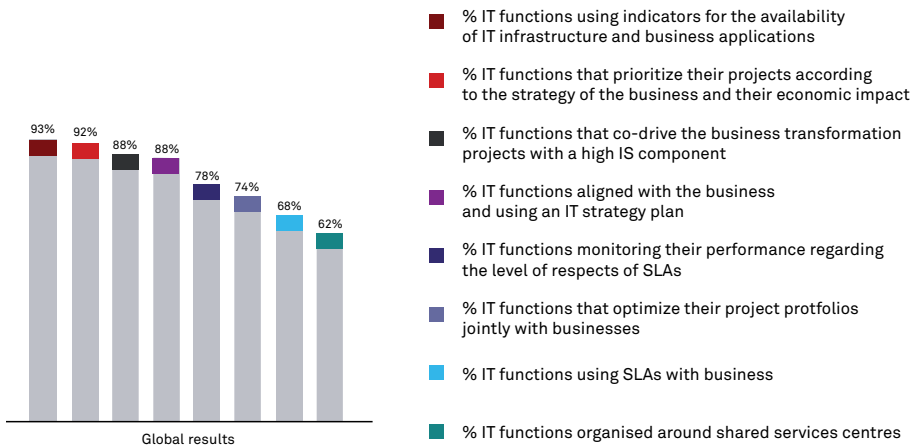 93%
92%
88%
88%
78%
74%
68%
62%
Global results
% IT functions using indicators for the availability
of IT infrastructure and business applications
% IT functions that prioritize their projects according
to the strategy of the business and their economic impact
% IT functions that co-drive the business transformation
projects with a high IS component
% IT functions aligned with the business
and using an IT strategy plan
% IT functions monitoring their performance regarding
the level of respects of SLAs
% IT functions that optimize their project protfolios
jointly with businesses
% IT functions using SLAs with business
% IT functions organised around shared services centres